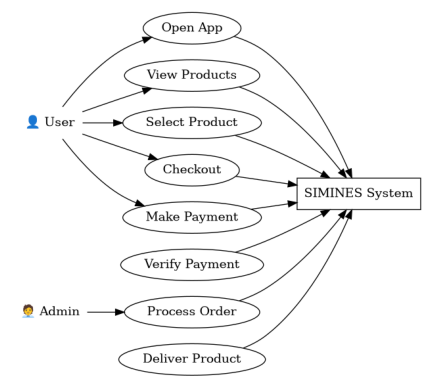 Open App
View Products
User
Select Product
Checkout
SIMINES System
Make Payment
Verify Payment
Admin
Process Order
Deliver Product